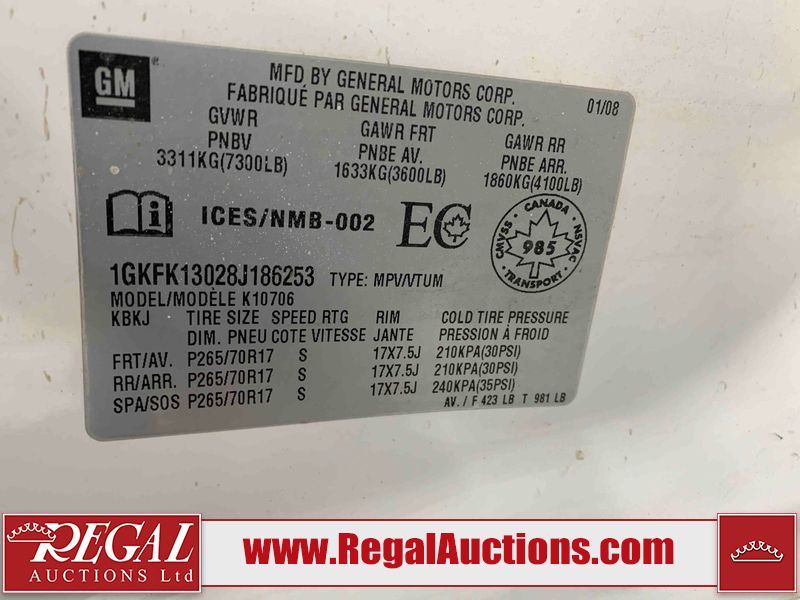 GM
MFD BY GENERAL MOTORS CORP.
FABRIQUÉ PAR GENERAL MOTORS CORP.
01/08
GVWR
PNBV
3311KG(7300LB)
GAWR FRT
PNBE AV.
1633KG(3600LB)
GAWR RR
PNBE ARR.
1860KG(4100LB)
ICES/NMB-002
EC
CANADA
CMVSS
985
NSVAC
TRANSPORT
1GKFK13028J186253 TYPE: MPV/VTUM
MODEL/MODÈLE K10706
KBKJ TIRE SIZE SPEED RTG RIM COLD TIRE PRESSURE
DIM. PNEU COTE VITESSE JANTE PRESSION À FROID
FRT/AV. P265/70R17 S 17X7.5J 210KPA(30PSI)
RR/ARR. P265/70R17 S 17X7.5J 210KPA(30PSI)
SPA/SOS P265/70R17 S 17X7.5J 240KPA(35PSI)
AV. / F 423 LB T 981 LB
REGAL
AUCTIONS Ltd
www.RegalAuctions.com